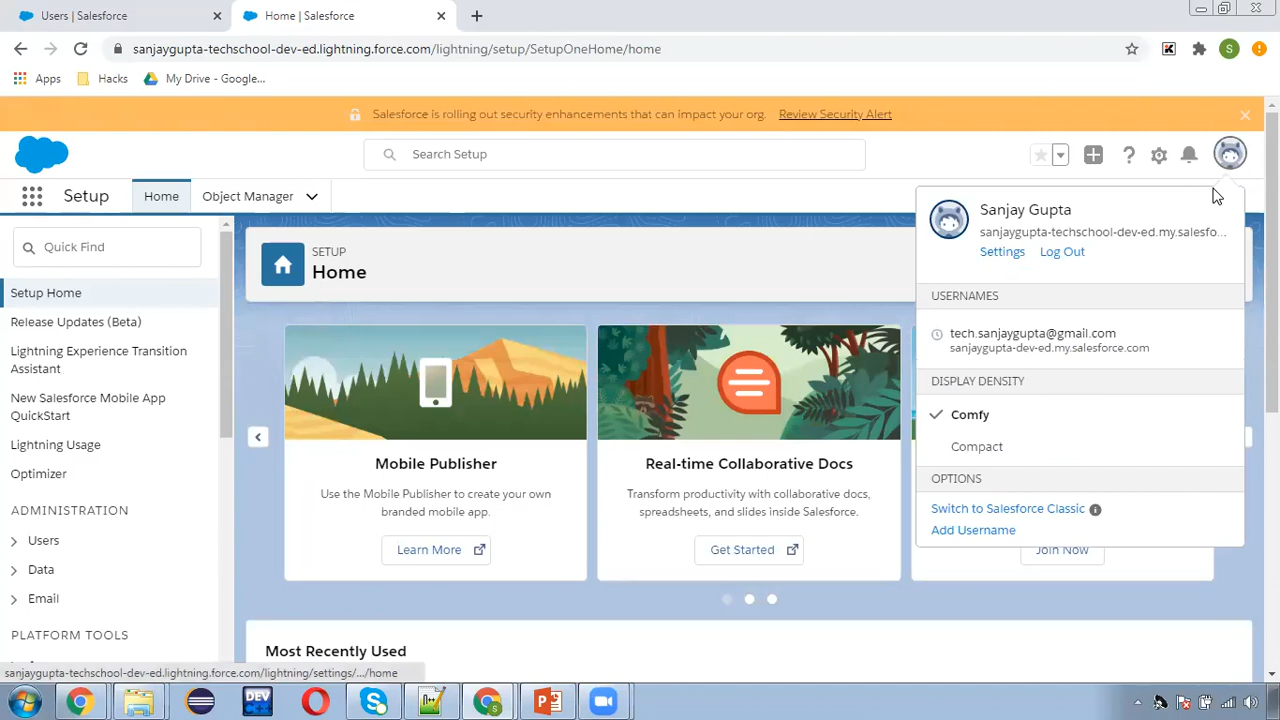 Users | Salesforce
Home | Salesforce
sanjaygupta-techschool-dev-ed.lightning.force.com/lightning/setup/SetupOneHome/home
S
Apps
Hacks
My Drive - Google...
Salesforce is rolling out security enhancements that can impact your org. Review Security Alert
Search Setup
Setup
Home
Object Manager
Quick Find
Setup Home
Release Updates (Beta)
Lightning Experience Transition
Assistant
New Salesforce Mobile App
QuickStart
Lightning Usage
Optimizer
ADMINISTRATION
Users
Data
Email
PLATFORM TOOLS
SETUP
Home
Mobile Publisher
Use the Mobile Publisher to create your own
branded mobile app.
Learn More
Real-time Collaborative Docs
Transform productivity with collaborative docs,
spreadsheets, and slides inside Salesforce.
Get Started
Join Now
Most Recently Used
Sanjay Gupta
sanjaygupta-techschool-dev-ed.my.salesfo...
Settings Log Out
USERNAMES
tech.sanjaygupta@gmail.com
sanjaygupta-dev-ed.my.salesforce.com
DISPLAY DENSITY
Comfy
Compact
OPTIONS
Switch to Salesforce Classic
Add Username
sanjaygupta-techschool-dev-ed.lightning.force.com/lightning/settings/.../home
DEV
C++